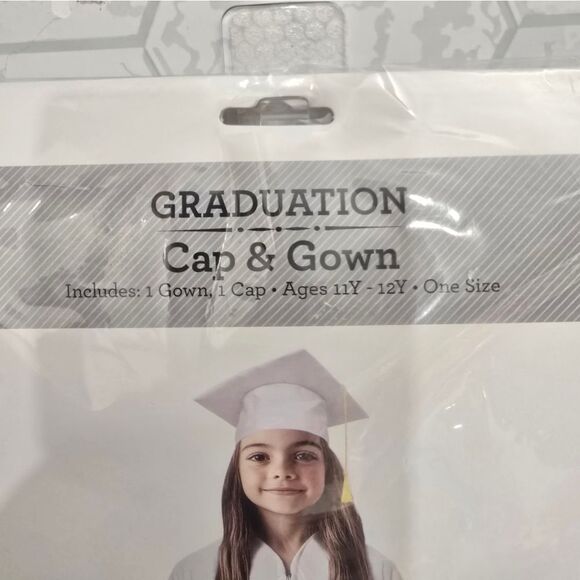 GRADUATION
Cap & Gown
Includes: 1 Gown, 1 Cap • Ages 11Y - 12Y • One Size